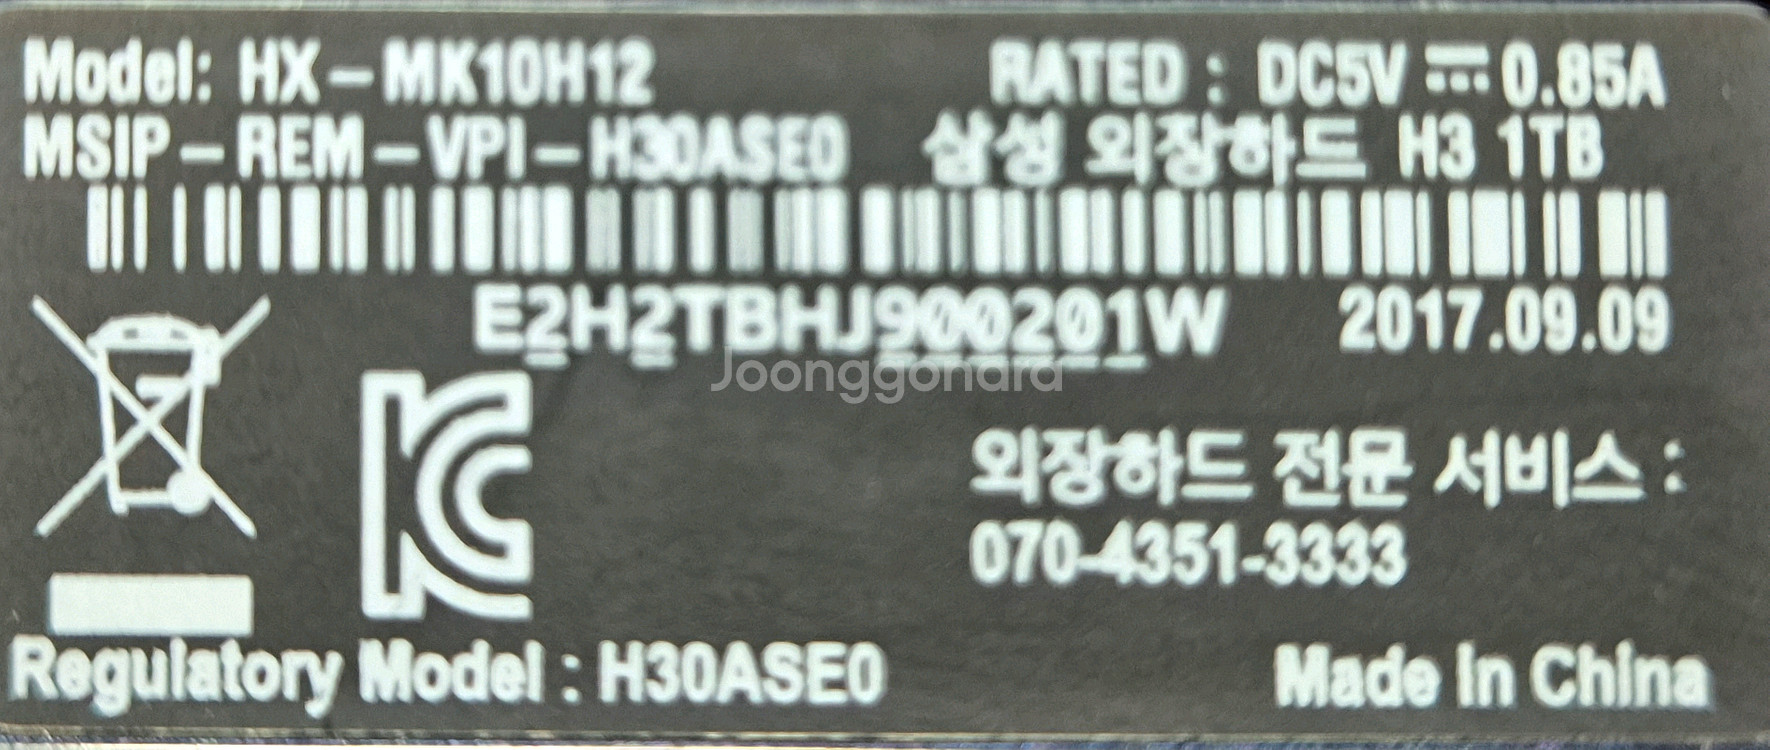 Model: HX-MK10H12 RATED : DC5V ⎓ 0.85A
MSIP-REM-VPI-H30ASE0 삼성 외장하드 H3 1TB
E2H2TBHJ900201W 2017.09.09
Joonggonara
외장하드 전문 서비스 :
070-4351-3333
Regulatory Model : H30ASE0 Made in China